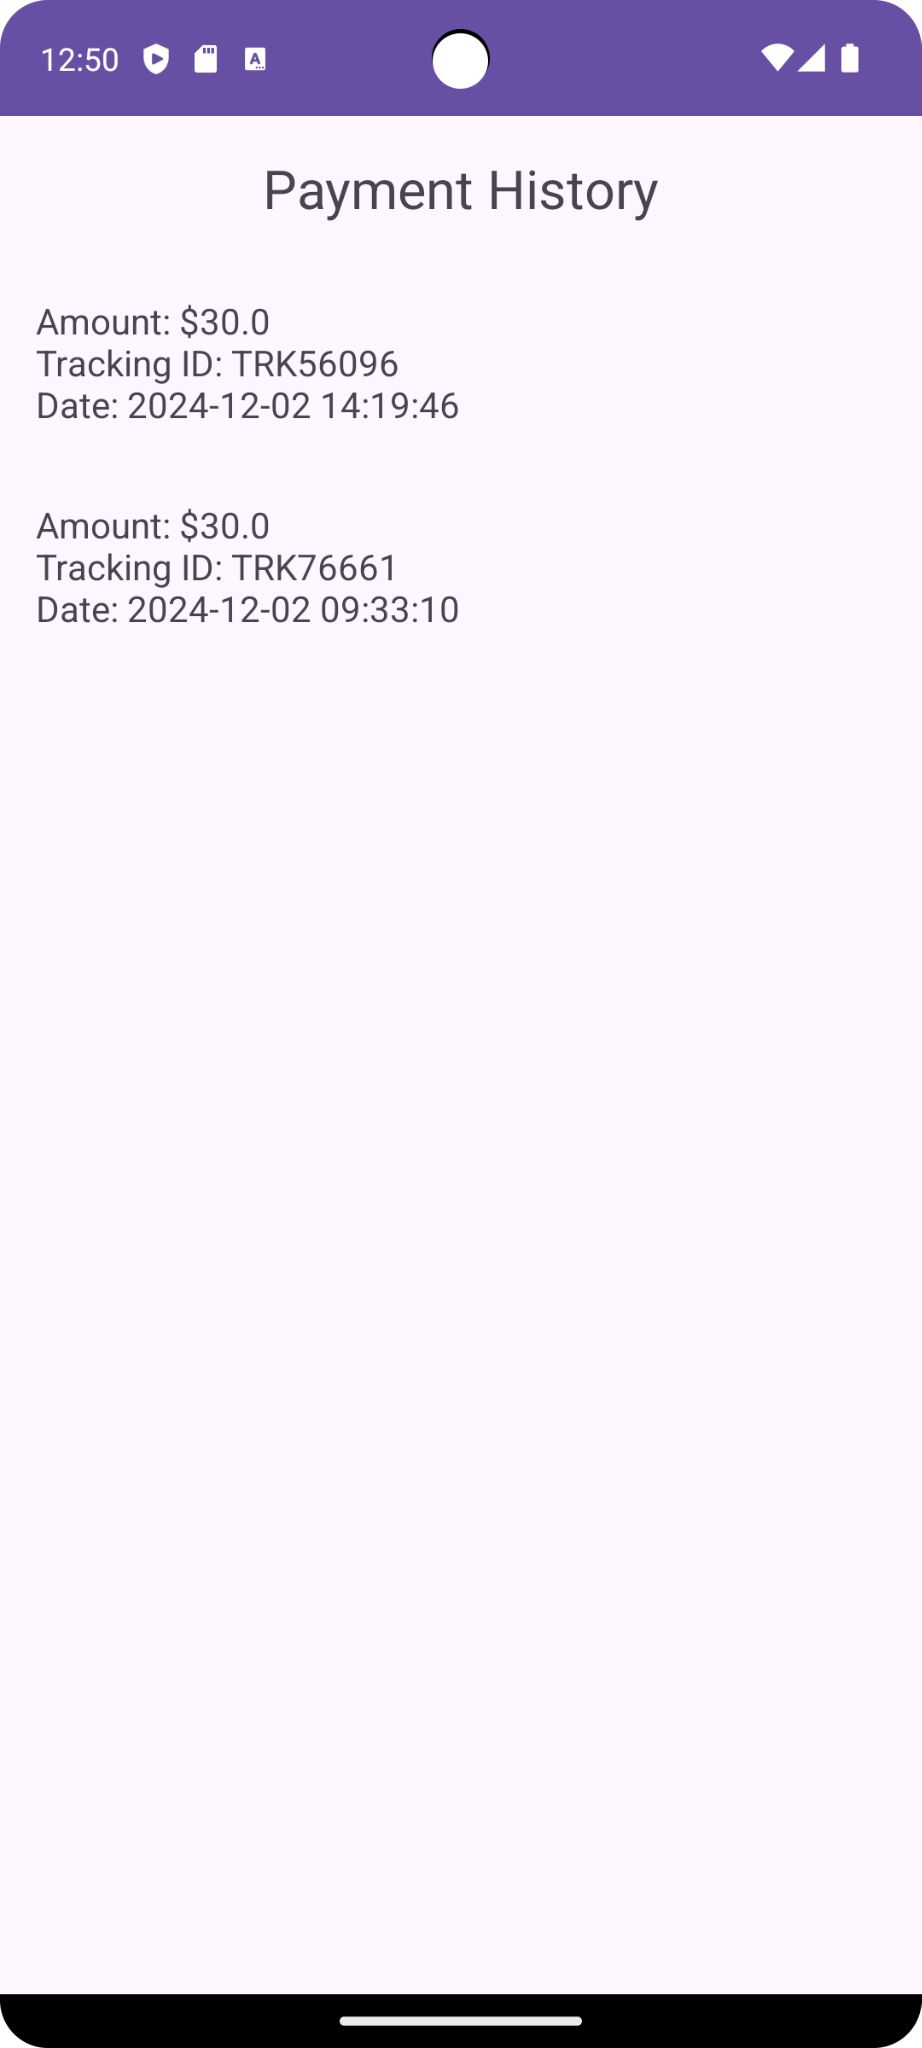 12:50
Payment History
Amount: $30.0
Tracking ID: TRK56096
Date: 2024-12-02 14:19:46
Amount: $30.0
Tracking ID: TRK76661
Date: 2024-12-02 09:33:10